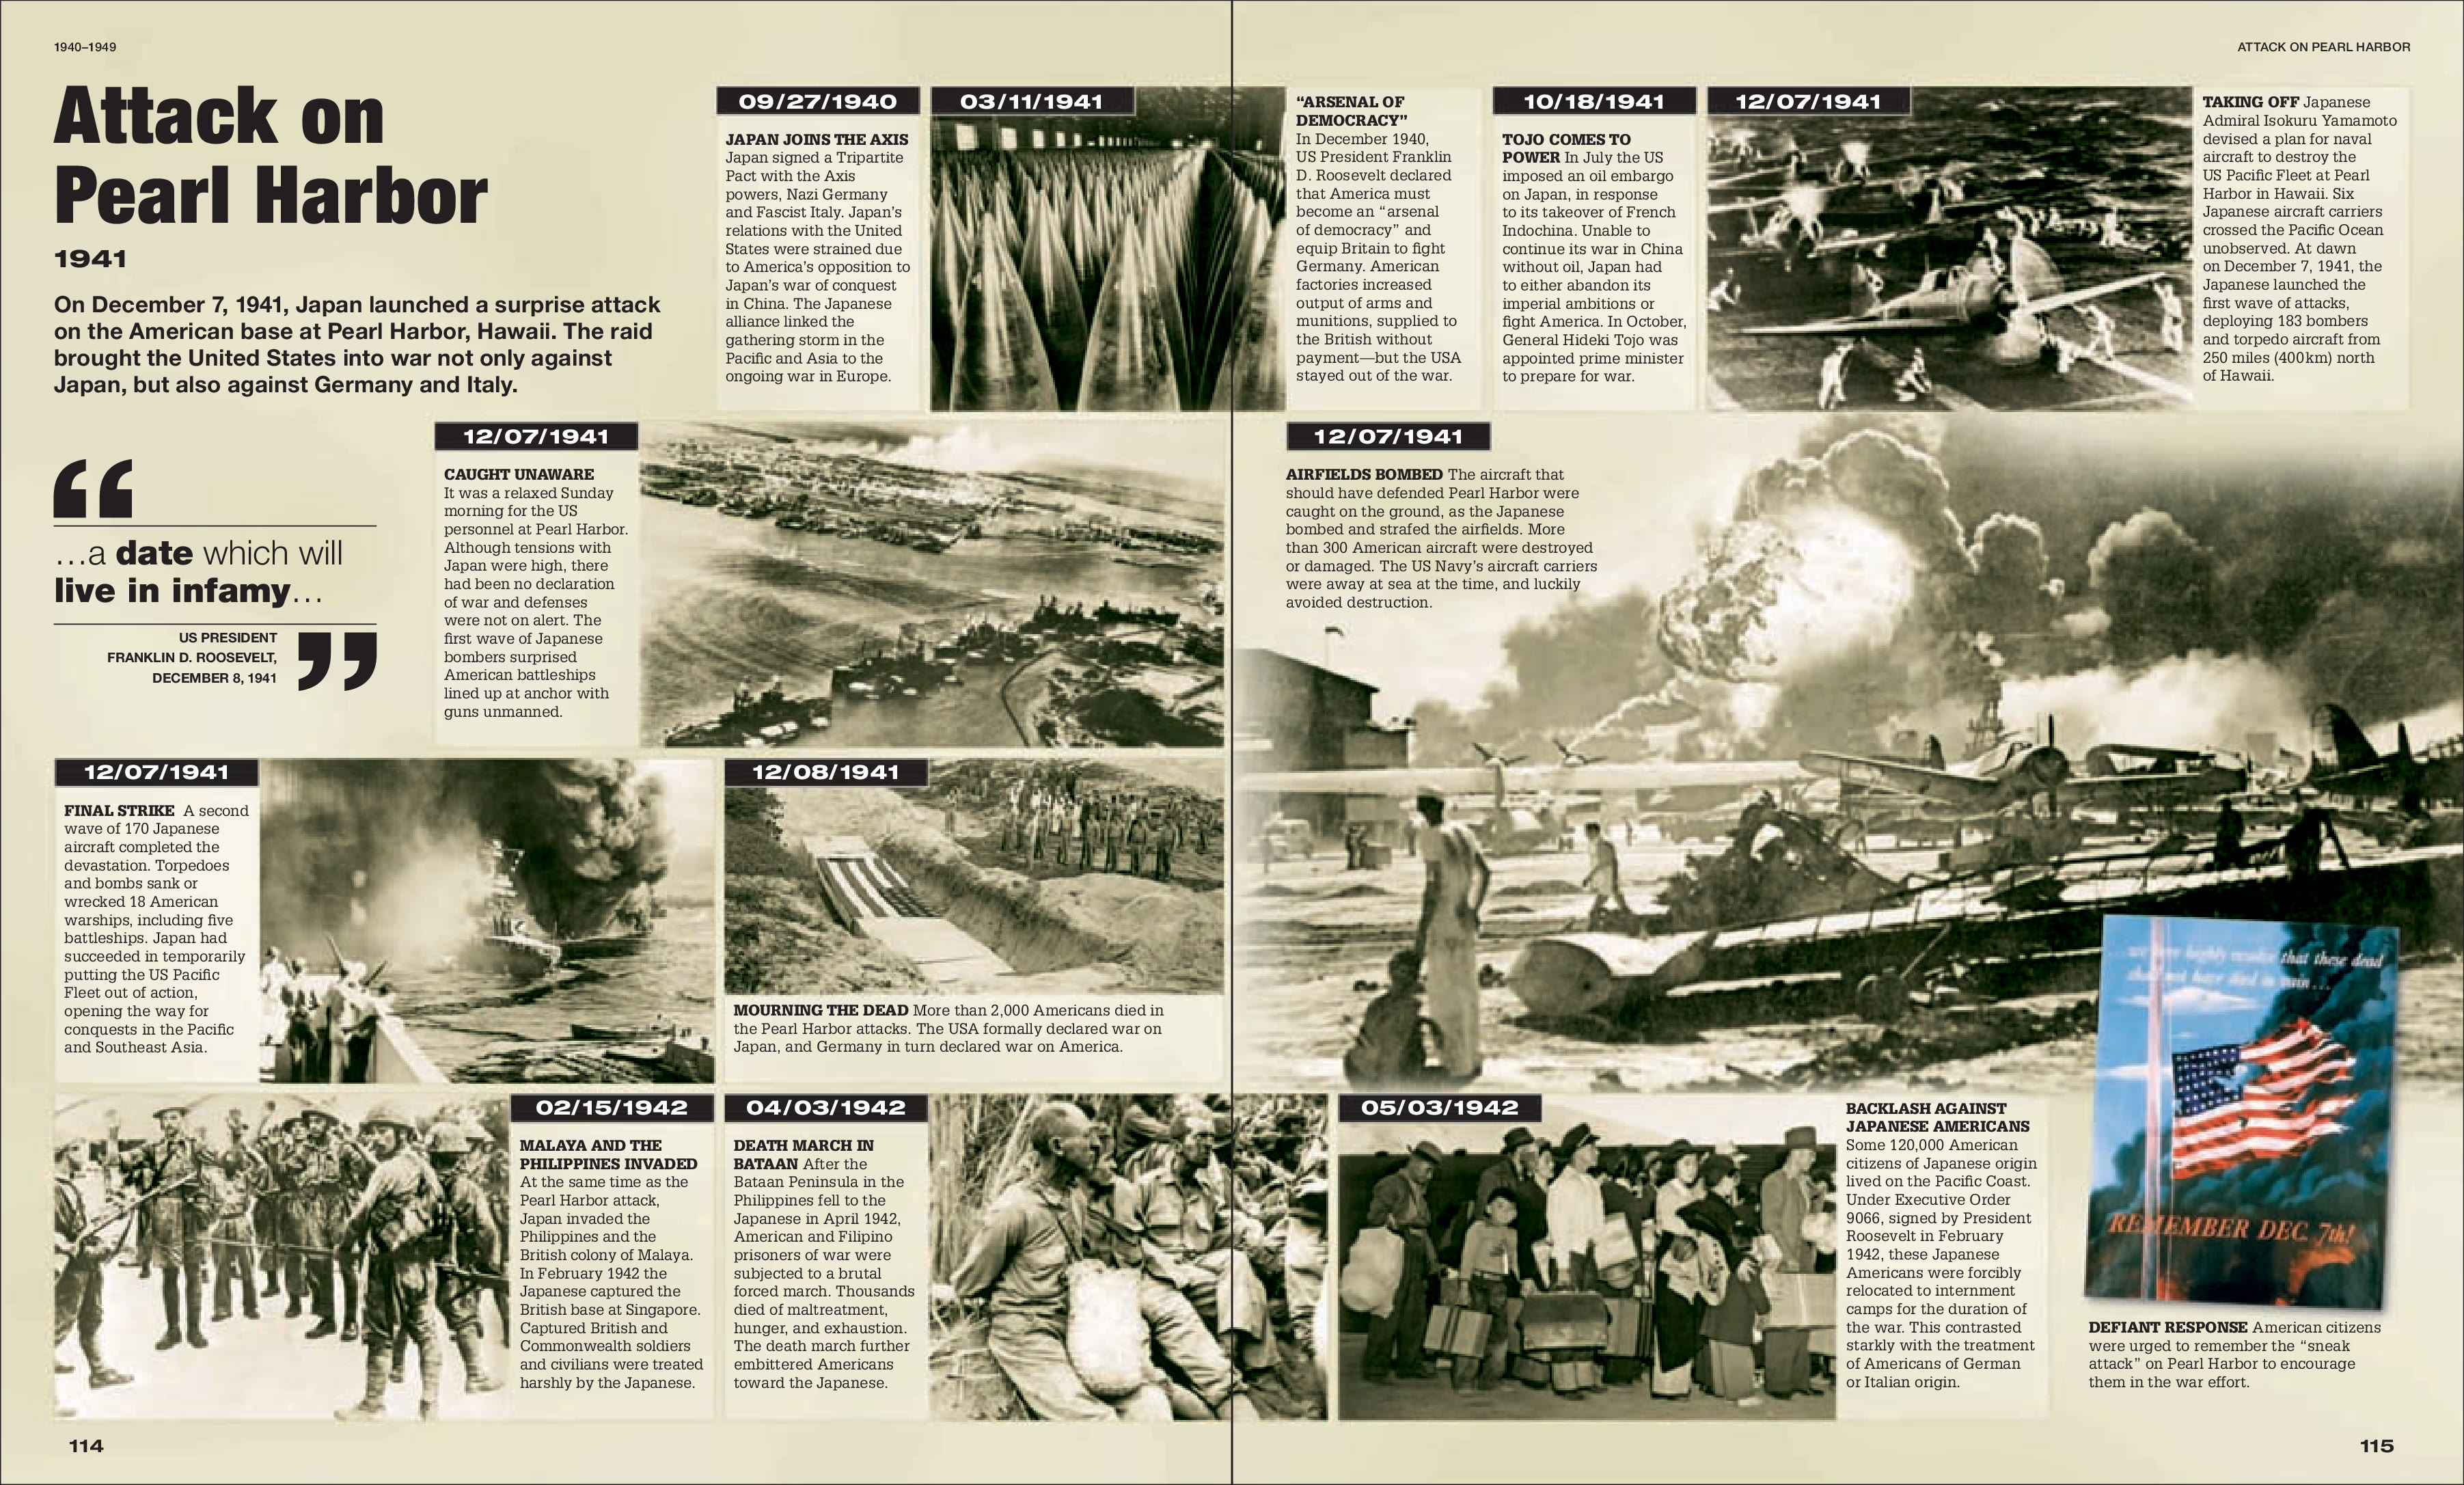 1940–1949
ATTACK ON PEARL HARBOR
Attack on
Pearl Harbor
1941
On December 7, 1941, Japan launched a surprise attack
on the American base at Pearl Harbor, Hawaii. The raid
brought the United States into war not only against
Japan, but also against Germany and Italy.
09/27/1940
JAPAN JOINS THE AXIS
Japan signed a Tripartite
Pact with the Axis
powers, Nazi Germany
and Fascist Italy. Japan’s
relations with the United
States were strained due
to America’s opposition to
Japan’s war of conquest
in China. The Japanese
alliance linked the
gathering storm in the
Pacific and Asia to the
ongoing war in Europe.
03/11/1941
“ARSENAL OF
DEMOCRACY”
In December 1940,
US President Franklin
D. Roosevelt declared
that America must
become an “arsenal
of democracy” and
equip Britain to fight
Germany. American
factories increased
output of arms and
munitions, supplied to
the British without
payment—but the USA
stayed out of the war.
10/18/1941
TOJO COMES TO
POWER In July the US
imposed an oil embargo
on Japan, in response
to its takeover of French
Indochina. Unable to
continue its war in China
without oil, Japan had
to either abandon its
imperial ambitions or
fight America. In October,
General Hideki Tojo was
appointed prime minister
to prepare for war.
12/07/1941
TAKING OFF Japanese
Admiral Isokuru Yamamoto
devised a plan for naval
aircraft to destroy the
US Pacific Fleet at Pearl
Harbor in Hawaii. Six
Japanese aircraft carriers
crossed the Pacific Ocean
unobserved. At dawn
on December 7, 1941, the
Japanese launched the
first wave of attacks,
deploying 183 bombers
and torpedo aircraft from
250 miles (400km) north
of Hawaii.
“
…a date which will
live in infamy…
US PRESIDENT
FRANKLIN D. ROOSEVELT,
DECEMBER 8, 1941
”
12/07/1941
CAUGHT UNAWARE
It was a relaxed Sunday
morning for the US
personnel at Pearl Harbor.
Although tensions with
Japan were high, there
had been no declaration
of war and defenses
were not on alert. The
first wave of Japanese
bombers surprised
American battleships
lined up at anchor with
guns unmanned.
12/07/1941
AIRFIELDS BOMBED The aircraft that
should have defended Pearl Harbor were
caught on the ground, as the Japanese
bombed and strafed the airfields. More
than 300 American aircraft were destroyed
or damaged. The US Navy’s aircraft carriers
were away at sea at the time, and luckily
avoided destruction.
12/07/1941
FINAL STRIKE A second
wave of 170 Japanese
aircraft completed the
devastation. Torpedoes
and bombs sank or
wrecked 18 American
warships, including five
battleships. Japan had
succeeded in temporarily
putting the US Pacific
Fleet out of action,
opening the way for
conquests in the Pacific
and Southeast Asia.
12/08/1941
MOURNING THE DEAD More than 2,000 Americans died in
the Pearl Harbor attacks. The USA formally declared war on
Japan, and Germany in turn declared war on America.
02/15/1942
MALAYA AND THE
PHILIPPINES INVADED
At the same time as the
Pearl Harbor attack,
Japan invaded the
Philippines and the
British colony of Malaya.
In February 1942 the
Japanese captured the
British base at Singapore.
Captured British and
Commonwealth soldiers
and civilians were treated
harshly by the Japanese.
04/03/1942
DEATH MARCH IN
BATAAN After the
Bataan Peninsula in the
Philippines fell to the
Japanese in April 1942,
American and Filipino
prisoners of war were
subjected to a brutal
forced march. Thousands
died of maltreatment,
hunger, and exhaustion.
The death march further
embittered Americans
toward the Japanese.
05/03/1942
BACKLASH AGAINST
JAPANESE AMERICANS
Some 120,000 American
citizens of Japanese origin
lived on the Pacific Coast.
Under Executive Order
9066, signed by President
Roosevelt in February
1942, these Japanese
Americans were forcibly
relocated to internment
camps for the duration of
the war. This contrasted
starkly with the treatment
of Americans of German
or Italian origin.
we here highly resolve that these dead
shall not have died in vain…
REMEMBER DEC. 7th!
DEFIANT RESPONSE American citizens
were urged to remember the “sneak
attack” on Pearl Harbor to encourage
them in the war effort.
114
115